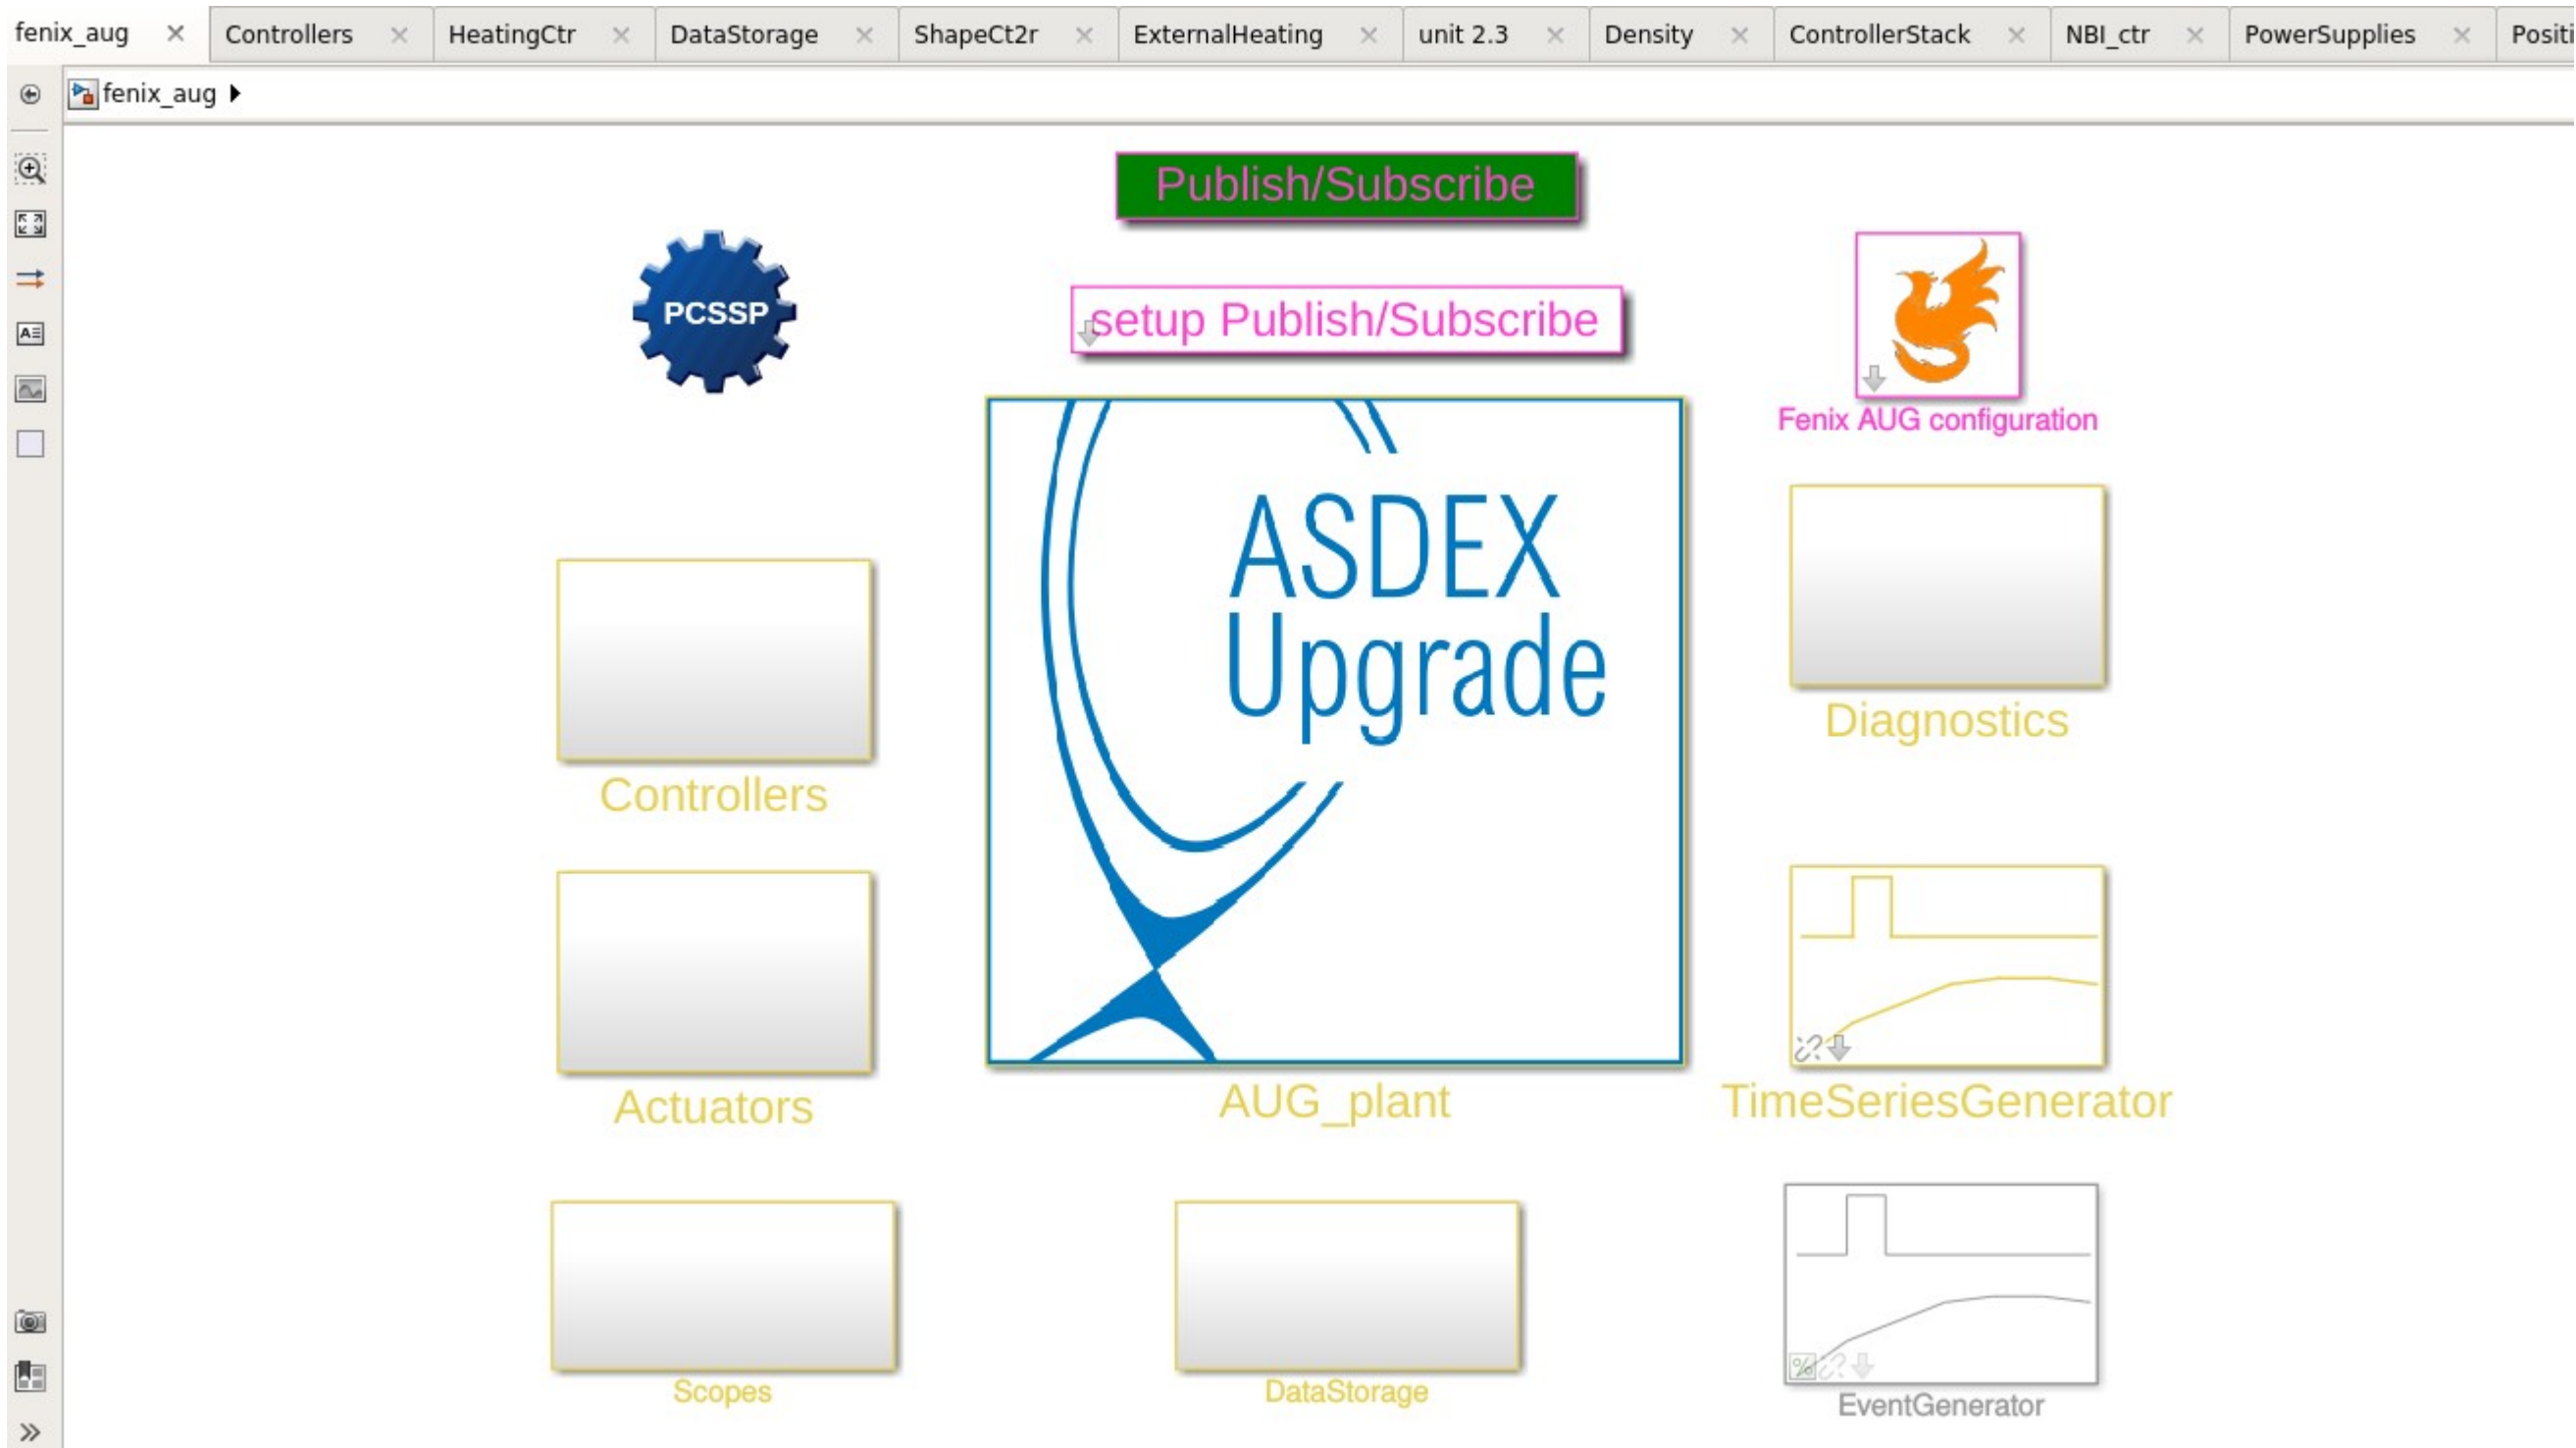 fenix_aug
Controllers
HeatingCtr
DataStorage
ShapeCt2r
ExternalHeating
unit 2.3
Density
ControllerStack
NBI_ctr
PowerSupplies
Positi
fenix_aug
Publish/Subscribe
PCSSP
setup Publish/Subscribe
Fenix AUG configuration
ASDEX
Upgrade
Diagnostics
Controllers
Actuators
AUG_plant
TimeSeriesGenerator
Scopes
DataStorage
EventGenerator